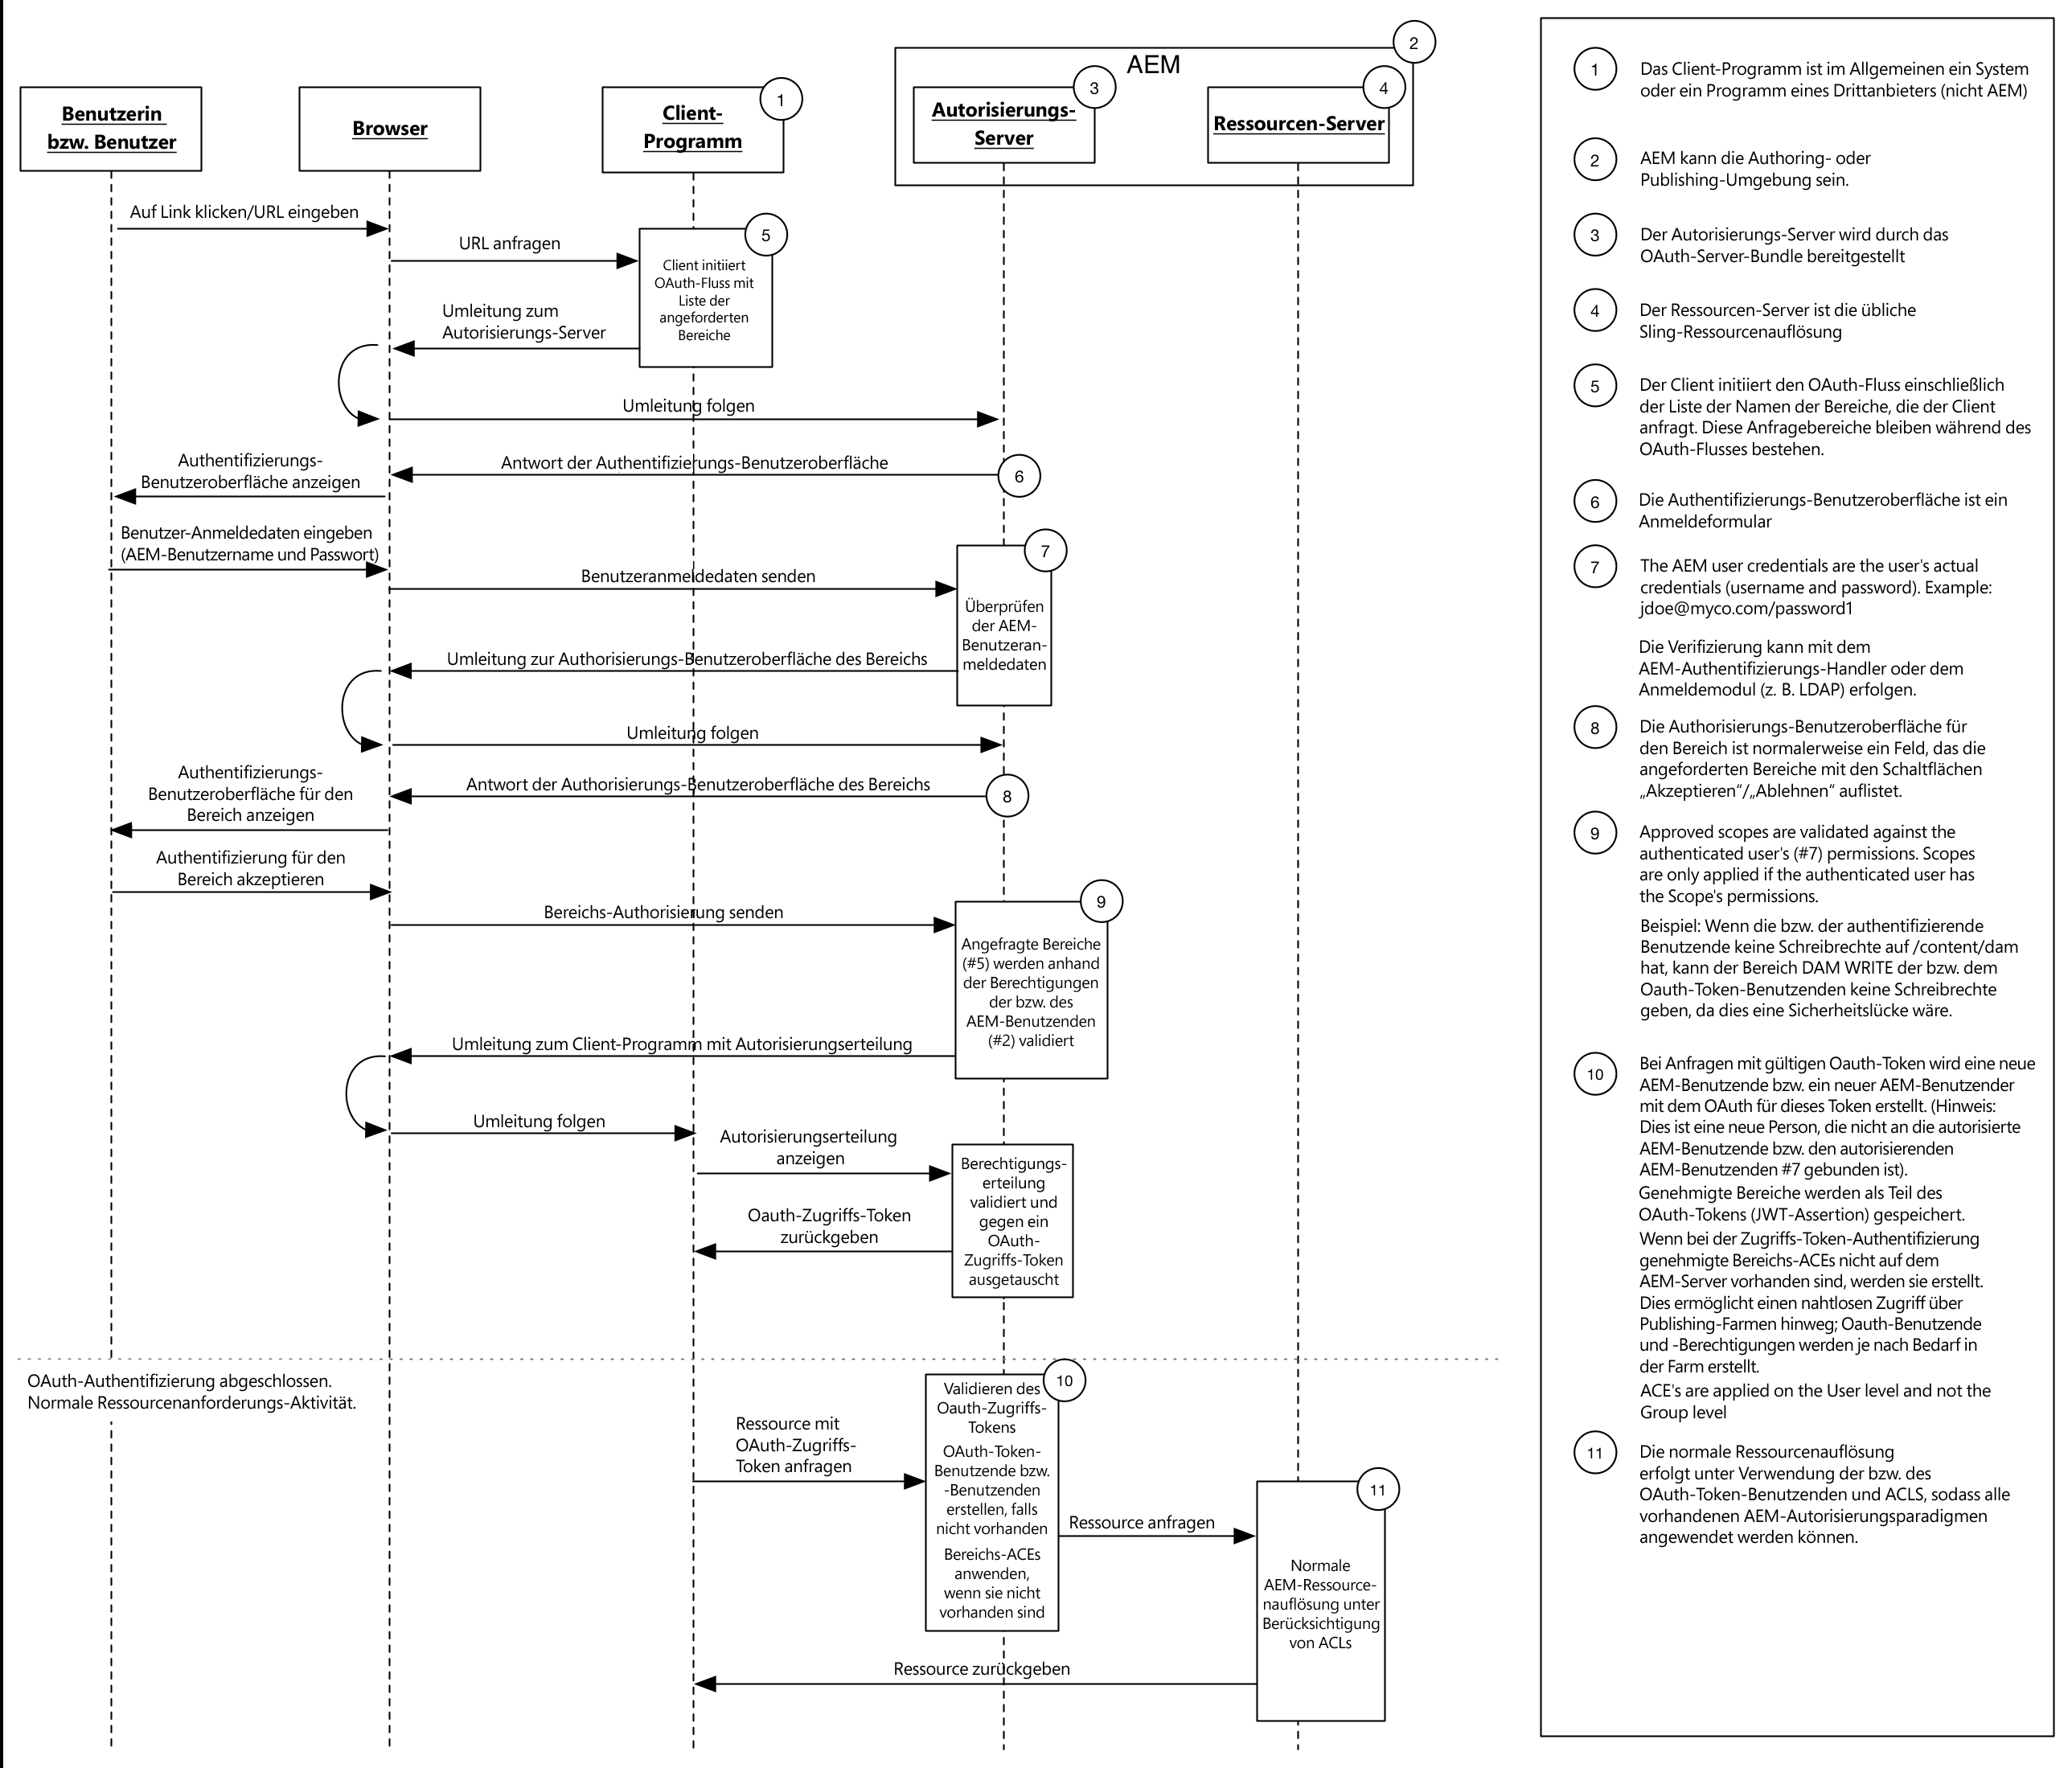 AEM
2
Benutzerin
bzw. Benutzer
Browser
Client-
Programm
1
Autorisierungs-
Server
3
Ressourcen-Server
4
Auf Link klicken/URL eingeben
URL anfragen
5
Client initiiert
OAuth-Fluss mit
Liste der
angeforderten
Bereiche
Umleitung zum
Autorisierungs-Server
Umleitung folgen
Antwort der Authentifizierungs-Benutzeroberfläche
6
Authentifizierungs-
Benutzeroberfläche anzeigen
Benutzer-Anmeldedaten eingeben
(AEM-Benutzername und Passwort)
Benutzeranmeldedaten senden
7
Überprüfen
der AEM-
Benutzeran-
meldedaten
Umleitung zur Authorisierungs-Benutzeroberfläche des Bereichs
Umleitung folgen
Antwort der Authorisierungs-Benutzeroberfläche des Bereichs
8
Authentifizierungs-
Benutzeroberfläche für den
Bereich anzeigen
Authentifizierung für den
Bereich akzeptieren
Bereichs-Authorisierung senden
9
Angefragte Bereiche
(#5) werden anhand
der Berechtigungen
der bzw. des
AEM-Benutzenden
(#2) validiert
Umleitung zum Client-Programm mit Autorisierungserteilung
Umleitung folgen
Autorisierungserteilung
anzeigen
Berechtigungs-
erteilung
validiert und
gegen ein
OAuth-
Zugriffs-Token
ausgetauscht
Oauth-Zugriffs-Token
zurückgeben
OAuth-Authentifizierung abgeschlossen.
Normale Ressourcenanforderungs-Aktivität.
10
Validieren des
Oauth-Zugriffs-
Tokens
OAuth-Token-
Benutzende bzw.
-Benutzenden
erstellen, falls
nicht vorhanden
Bereichs-ACEs
anwenden,
wenn sie nicht
vorhanden sind
Ressource mit
OAuth-Zugriffs-
Token anfragen
Ressource anfragen
11
Normale
AEM-Ressource-
nauflösung unter
Berücksichtigung
von ACLs
Ressource zurückgeben
1
Das Client-Programm ist im Allgemeinen ein System
oder ein Programm eines Drittanbieters (nicht AEM)
2
AEM kann die Authoring- oder
Publishing-Umgebung sein.
3
Der Autorisierungs-Server wird durch das
OAuth-Server-Bundle bereitgestellt
4
Der Ressourcen-Server ist die übliche
Sling-Ressourcenauflösung
5
Der Client initiiert den OAuth-Fluss einschließlich
der Liste der Namen der Bereiche, die der Client
anfragt. Diese Anfragebereiche bleiben während des
OAuth-Flusses bestehen.
6
Die Authentifizierungs-Benutzeroberfläche ist ein
Anmeldeformular
7
The AEM user credentials are the user's actual
credentials (username and password). Example:
jdoe@myco.com/password1
Die Verifizierung kann mit dem
AEM-Authentifizierungs-Handler oder dem
Anmeldemodul (z. B. LDAP) erfolgen.
8
Die Authorisierungs-Benutzeroberfläche für
den Bereich ist normalerweise ein Feld, das die
angeforderten Bereiche mit den Schaltflächen
„Akzeptieren“/„Ablehnen“ auflistet.
9
Approved scopes are validated against the
authenticated user's (#7) permissions. Scopes
are only applied if the authenticated user has
the Scope's permissions.
Beispiel: Wenn die bzw. der authentifizierende
Benutzende keine Schreibrechte auf /content/dam
hat, kann der Bereich DAM WRITE der bzw. dem
Oauth-Token-Benutzenden keine Schreibrechte
geben, da dies eine Sicherheitslücke wäre.
10
Bei Anfragen mit gültigen Oauth-Token wird eine neue
AEM-Benutzende bzw. ein neuer AEM-Benutzender
mit dem OAuth für dieses Token erstellt. (Hinweis:
Dies ist eine neue Person, die nicht an die autorisierte
AEM-Benutzende bzw. den autorisierenden
AEM-Benutzenden #7 gebunden ist).
Genehmigte Bereiche werden als Teil des
OAuth-Tokens (JWT-Assertion) gespeichert.
Wenn bei der Zugriffs-Token-Authentifizierung
genehmigte Bereichs-ACEs nicht auf dem
AEM-Server vorhanden sind, werden sie erstellt.
Dies ermöglicht einen nahtlosen Zugriff über
Publishing-Farmen hinweg; Oauth-Benutzende
und -Berechtigungen werden je nach Bedarf in
der Farm erstellt.
ACE's are applied on the User level and not the
Group level
11
Die normale Ressourcenauflösung
erfolgt unter Verwendung der bzw. des
OAuth-Token-Benutzenden und ACLS, sodass alle
vorhandenen AEM-Autorisierungsparadigmen
angewendet werden können.